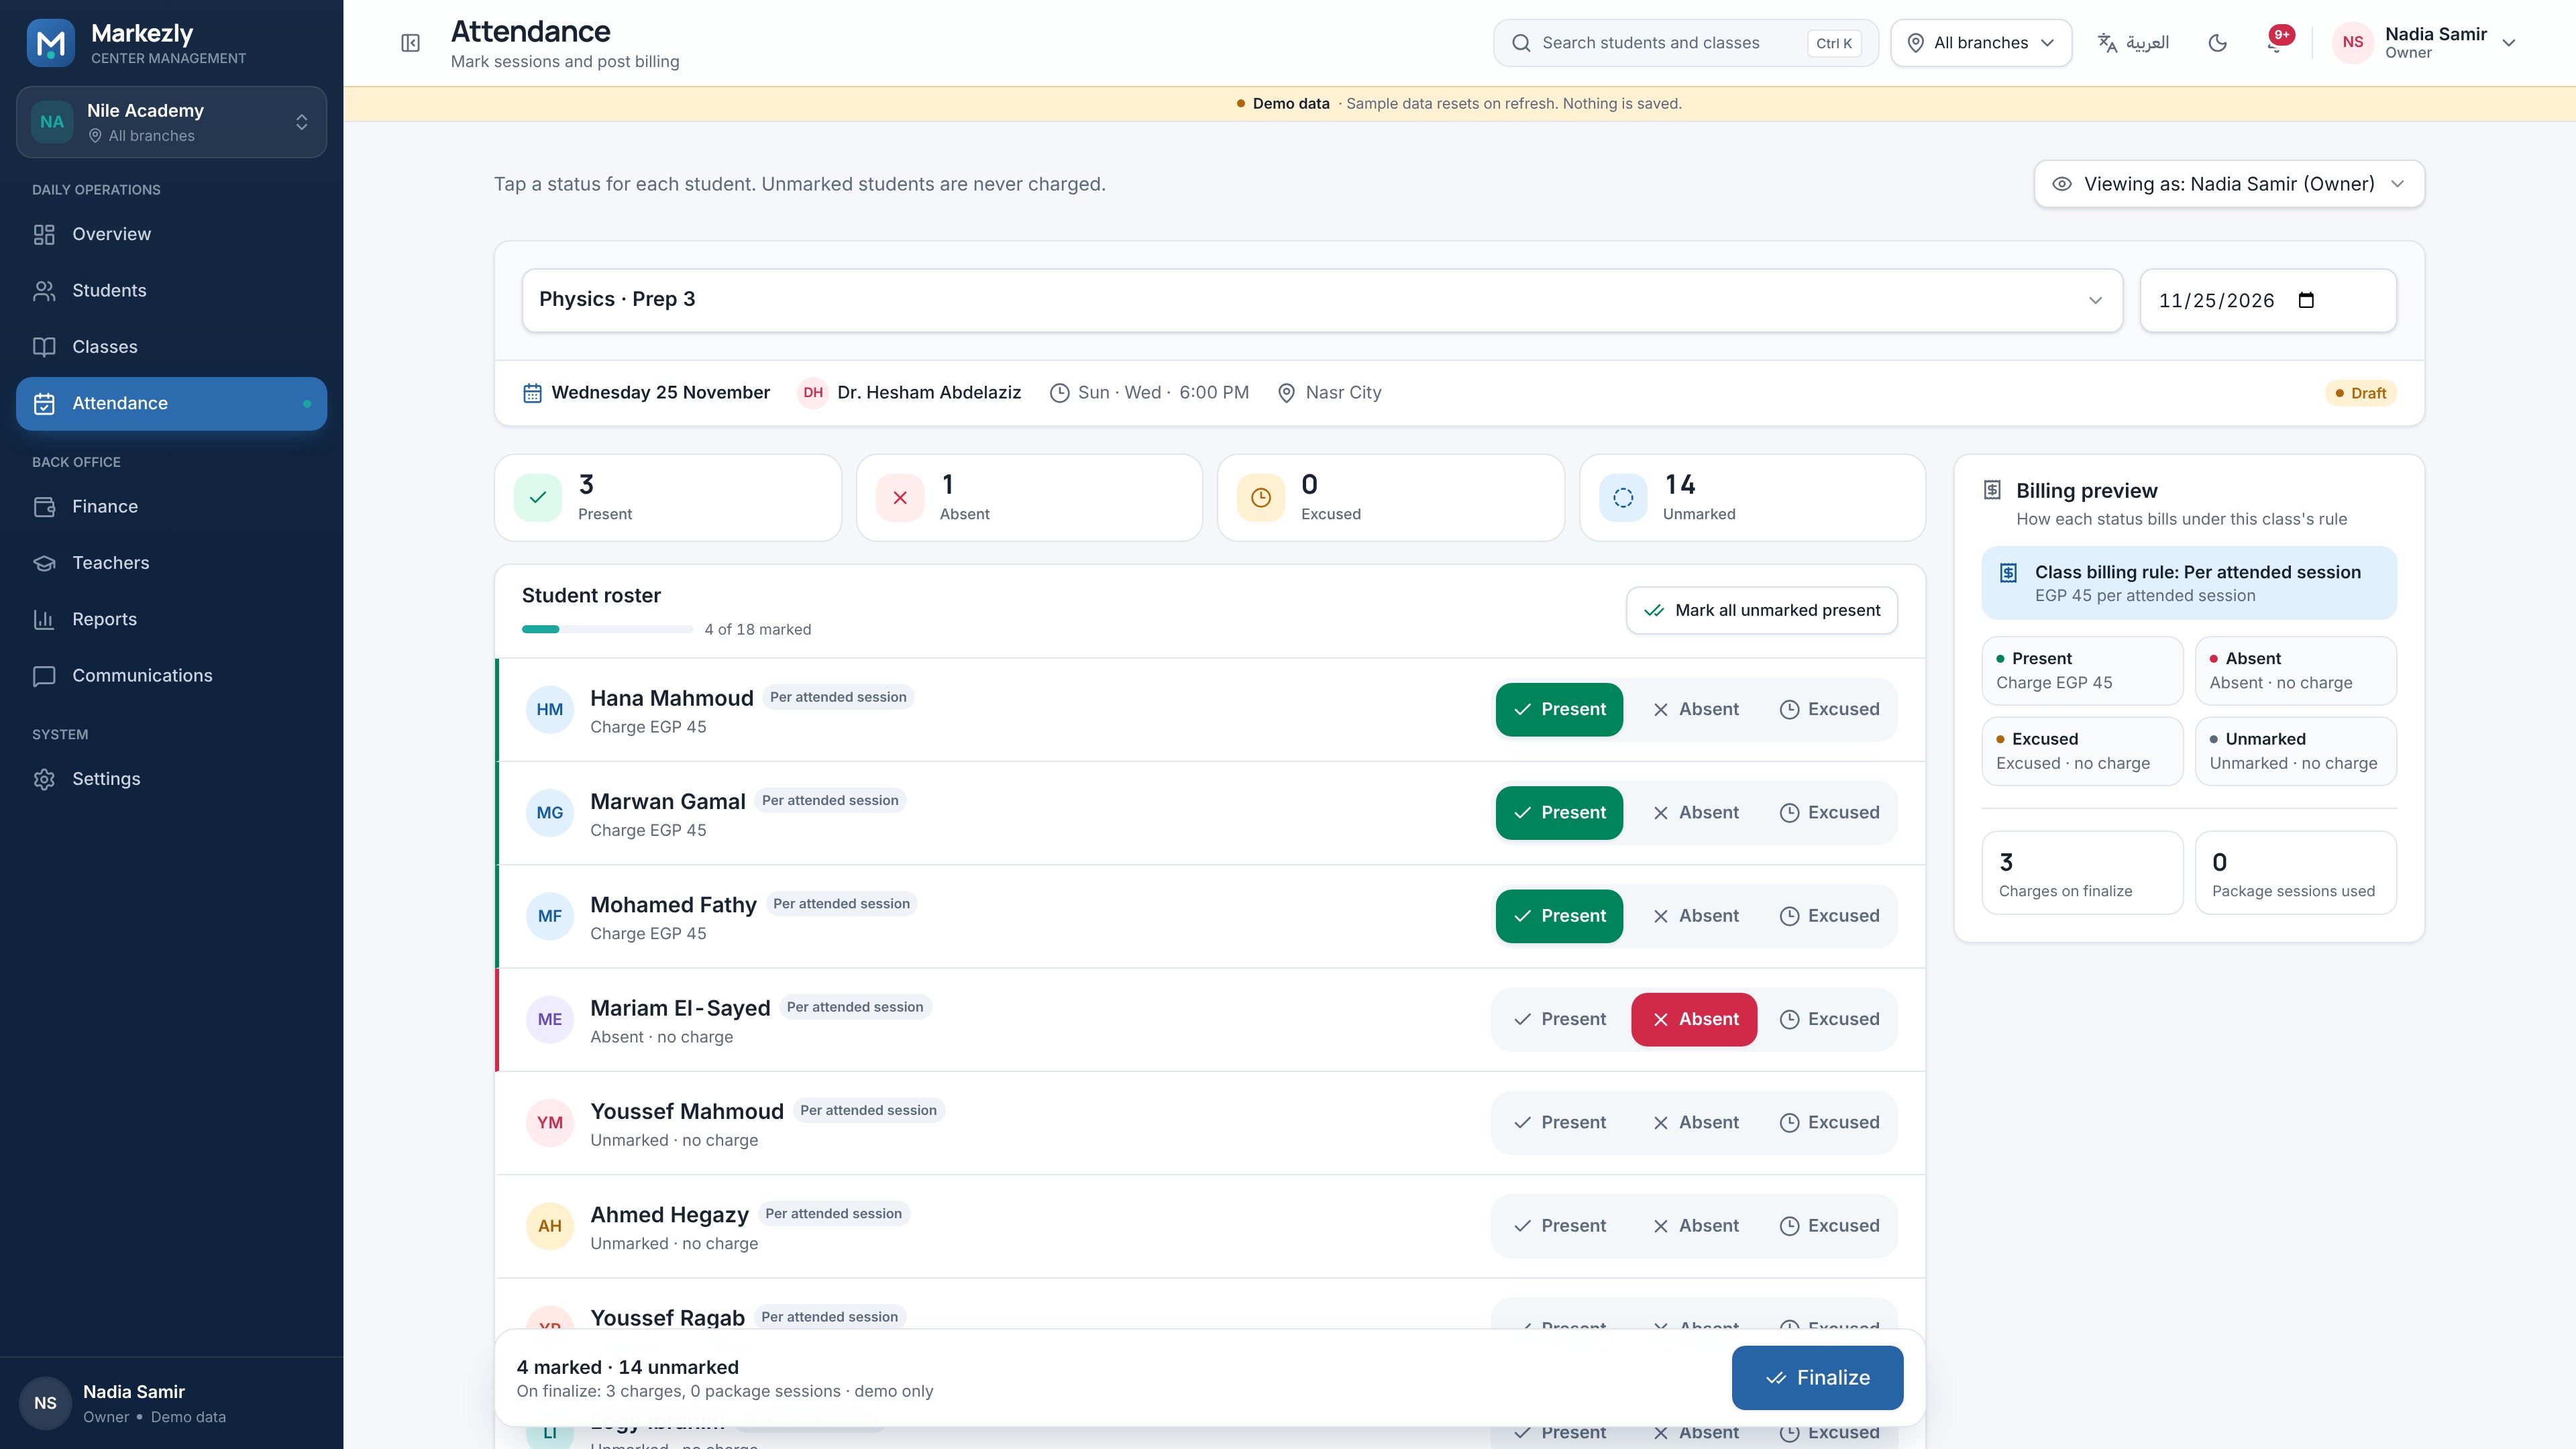 Markezly
CENTER MANAGEMENT
NA
Nile Academy
All branches
DAILY OPERATIONS
Overview
Students
Classes
Attendance
BACK OFFICE
Finance
Teachers
Reports
Communications
SYSTEM
Settings
NS
Nadia Samir
Owner • Demo data
Attendance
Mark sessions and post billing
Search students and classes
Ctrl K
All branches
العربية
9+
NS
Nadia Samir
Owner
Demo data · Sample data resets on refresh. Nothing is saved.
Tap a status for each student. Unmarked students are never charged.
Viewing as: Nadia Samir (Owner)
Physics · Prep 3
11/25/2026
Wednesday 25 November
DH
Dr. Hesham Abdelaziz
Sun · Wed · 6:00 PM
Nasr City
Draft
3
Present
1
Absent
0
Excused
14
Unmarked
Student roster
4 of 18 marked
Mark all unmarked present
HM
Hana Mahmoud
Per attended session
Charge EGP 45
Present
Absent
Excused
MG
Marwan Gamal
Per attended session
Charge EGP 45
Present
Absent
Excused
MF
Mohamed Fathy
Per attended session
Charge EGP 45
Present
Absent
Excused
ME
Mariam El-Sayed
Per attended session
Absent · no charge
Present
Absent
Excused
YM
Youssef Mahmoud
Per attended session
Unmarked · no charge
Present
Absent
Excused
AH
Ahmed Hegazy
Per attended session
Unmarked · no charge
Present
Absent
Excused
YR
Youssef Ragab
Per attended session
Present
Absent
Excused
4 marked · 14 unmarked
On finalize: 3 charges, 0 package sessions · demo only
Finalize
LI
Present
Absent
Excused
Billing preview
How each status bills under this class's rule
Class billing rule: Per attended session
EGP 45 per attended session
Present
Charge EGP 45
Absent
Absent · no charge
Excused
Excused · no charge
Unmarked
Unmarked · no charge
3
Charges on finalize
0
Package sessions used